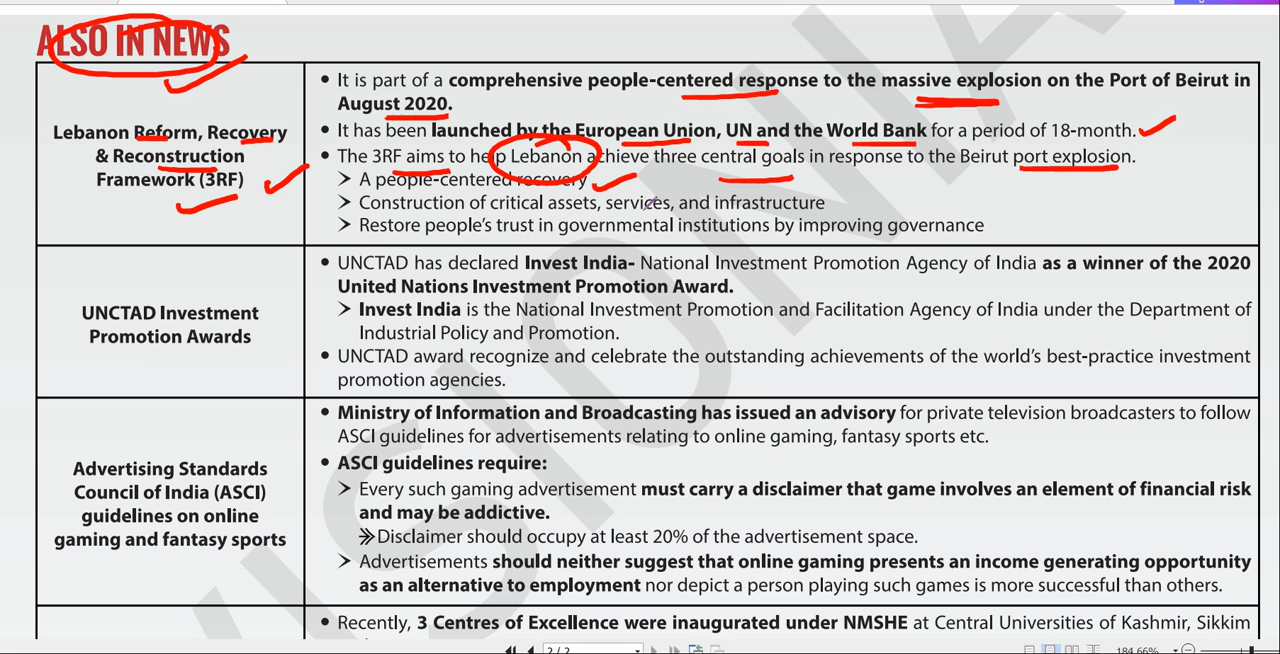 ALSO IN NEWS
Lebanon Reform, Recovery
& Reconstruction
Framework (3RF)
• It is part of a comprehensive people-centered response to the massive explosion on the Port of Beirut in
August 2020.
• It has been launched by the European Union, UN and the World Bank for a period of 18-month.
• The 3RF aims to help Lebanon achieve three central goals in response to the Beirut port explosion.
➢ A people-centered recovery
➢ Construction of critical assets, services, and infrastructure
➢ Restore people's trust in governmental institutions by improving governance
UNCTAD Investment
Promotion Awards
• UNCTAD has declared Invest India- National Investment Promotion Agency of India as a winner of the 2020
United Nations Investment Promotion Award.
➢ Invest India is the National Investment Promotion and Facilitation Agency of India under the Department of
Industrial Policy and Promotion.
• UNCTAD award recognize and celebrate the outstanding achievements of the world's best-practice investment
promotion agencies.
Advertising Standards
Council of India (ASCI)
guidelines on online
gaming and fantasy sports
• Ministry of Information and Broadcasting has issued an advisory for private television broadcasters to follow
ASCI guidelines for advertisements relating to online gaming, fantasy sports etc.
• ASCI guidelines require:
➢ Every such gaming advertisement must carry a disclaimer that game involves an element of financial risk
and may be addictive.
Disclaimer should occupy at least 20% of the advertisement space.
➢ Advertisements should neither suggest that online gaming presents an income generating opportunity
as an alternative to employment nor depict a person playing such games is more successful than others.
• Recently, 3 Centres of Excellence were inaugurated under NMSHE at Central Universities of Kashmir, Sikkim
2 / 2
184.66%
VISIONIA